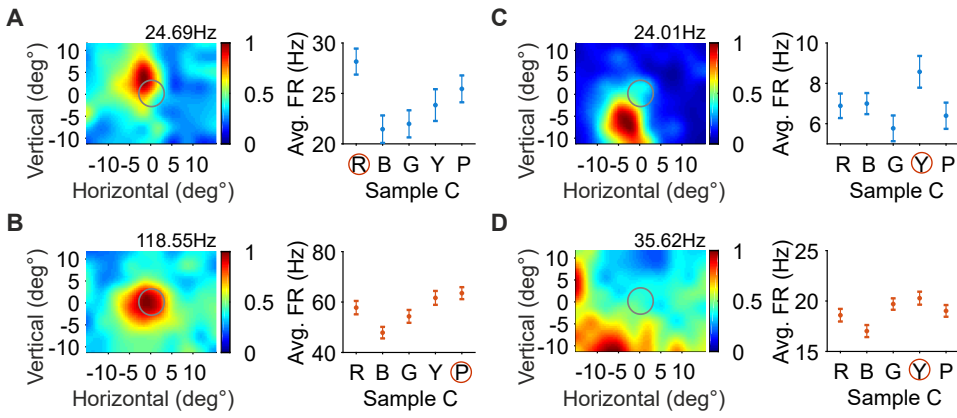 A
24.69Hz
Vertical (deg°)
10
5
0
-5
-10
-10 -5 0 5 10
Horizontal (deg°)
1
0.5
0
Avg. FR (Hz)
30
25
20
R B G Y P
Sample C
C
24.01Hz
Vertical (deg°)
10
5
0
-5
-10
-10 -5 0 5 10
Horizontal (deg°)
1
0.5
0
Avg. FR (Hz)
10
8
6
R B G Y P
Sample C
B
118.55Hz
Vertical (deg°)
10
5
0
-5
-10
-10 -5 0 5 10
Horizontal (deg°)
1
0.5
0
Avg. FR (Hz)
80
60
40
R B G Y P
Sample C
D
35.62Hz
Vertical (deg°)
10
5
0
-5
-10
-10 -5 0 5 10
Horizontal (deg°)
1
0.5
0
Avg. FR (Hz)
25
20
15
R B G Y P
Sample C